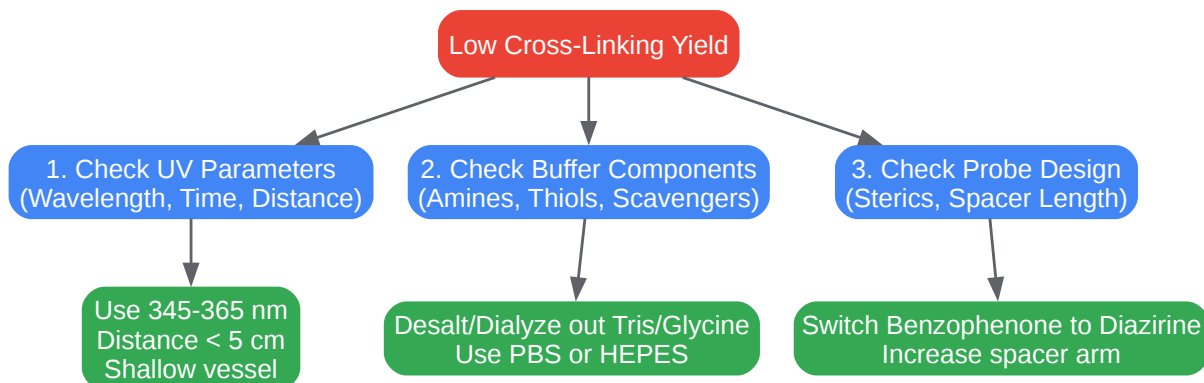 Low Cross-Linking Yield
1. Check UV Parameters
(Wavelength, Time, Distance)
2. Check Buffer Components
(Amines, Thiols, Scavengers)
3. Check Probe Design
(Sterics, Spacer Length)
Use 345-365 nm
Distance < 5 cm
Shallow vessel
Desalt/Dialyze out Tris/Glycine
Use PBS or HEPES
Switch Benzophenone to Diazirine
Increase spacer arm